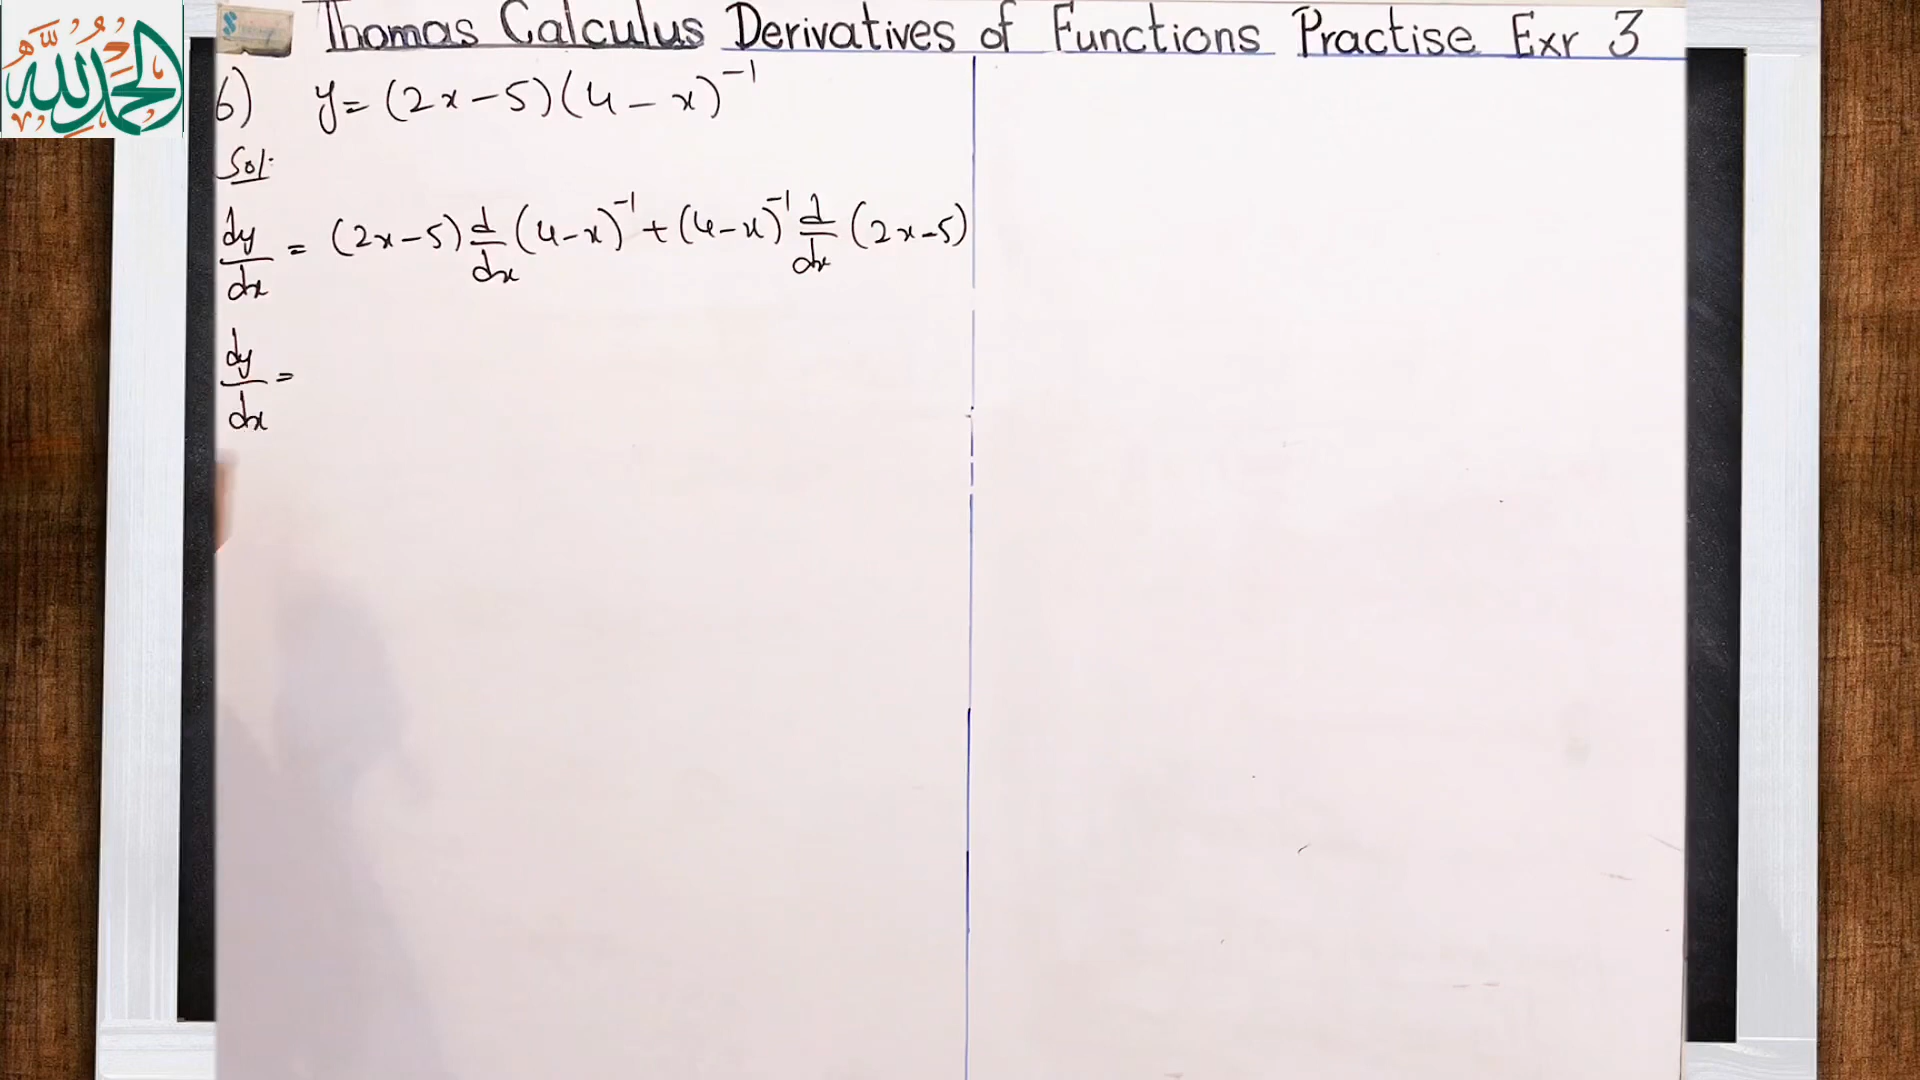 الحمد لله
Thomas Calculus Derivatives of Functions Practise Exr 3
6) y = (2x-5)(4-x)⁻¹
Sol:
dy/dx = (2x-5) d/dx (4-x)⁻¹ + (4-x)⁻¹ d/dx (2x-5)
dy/dx =